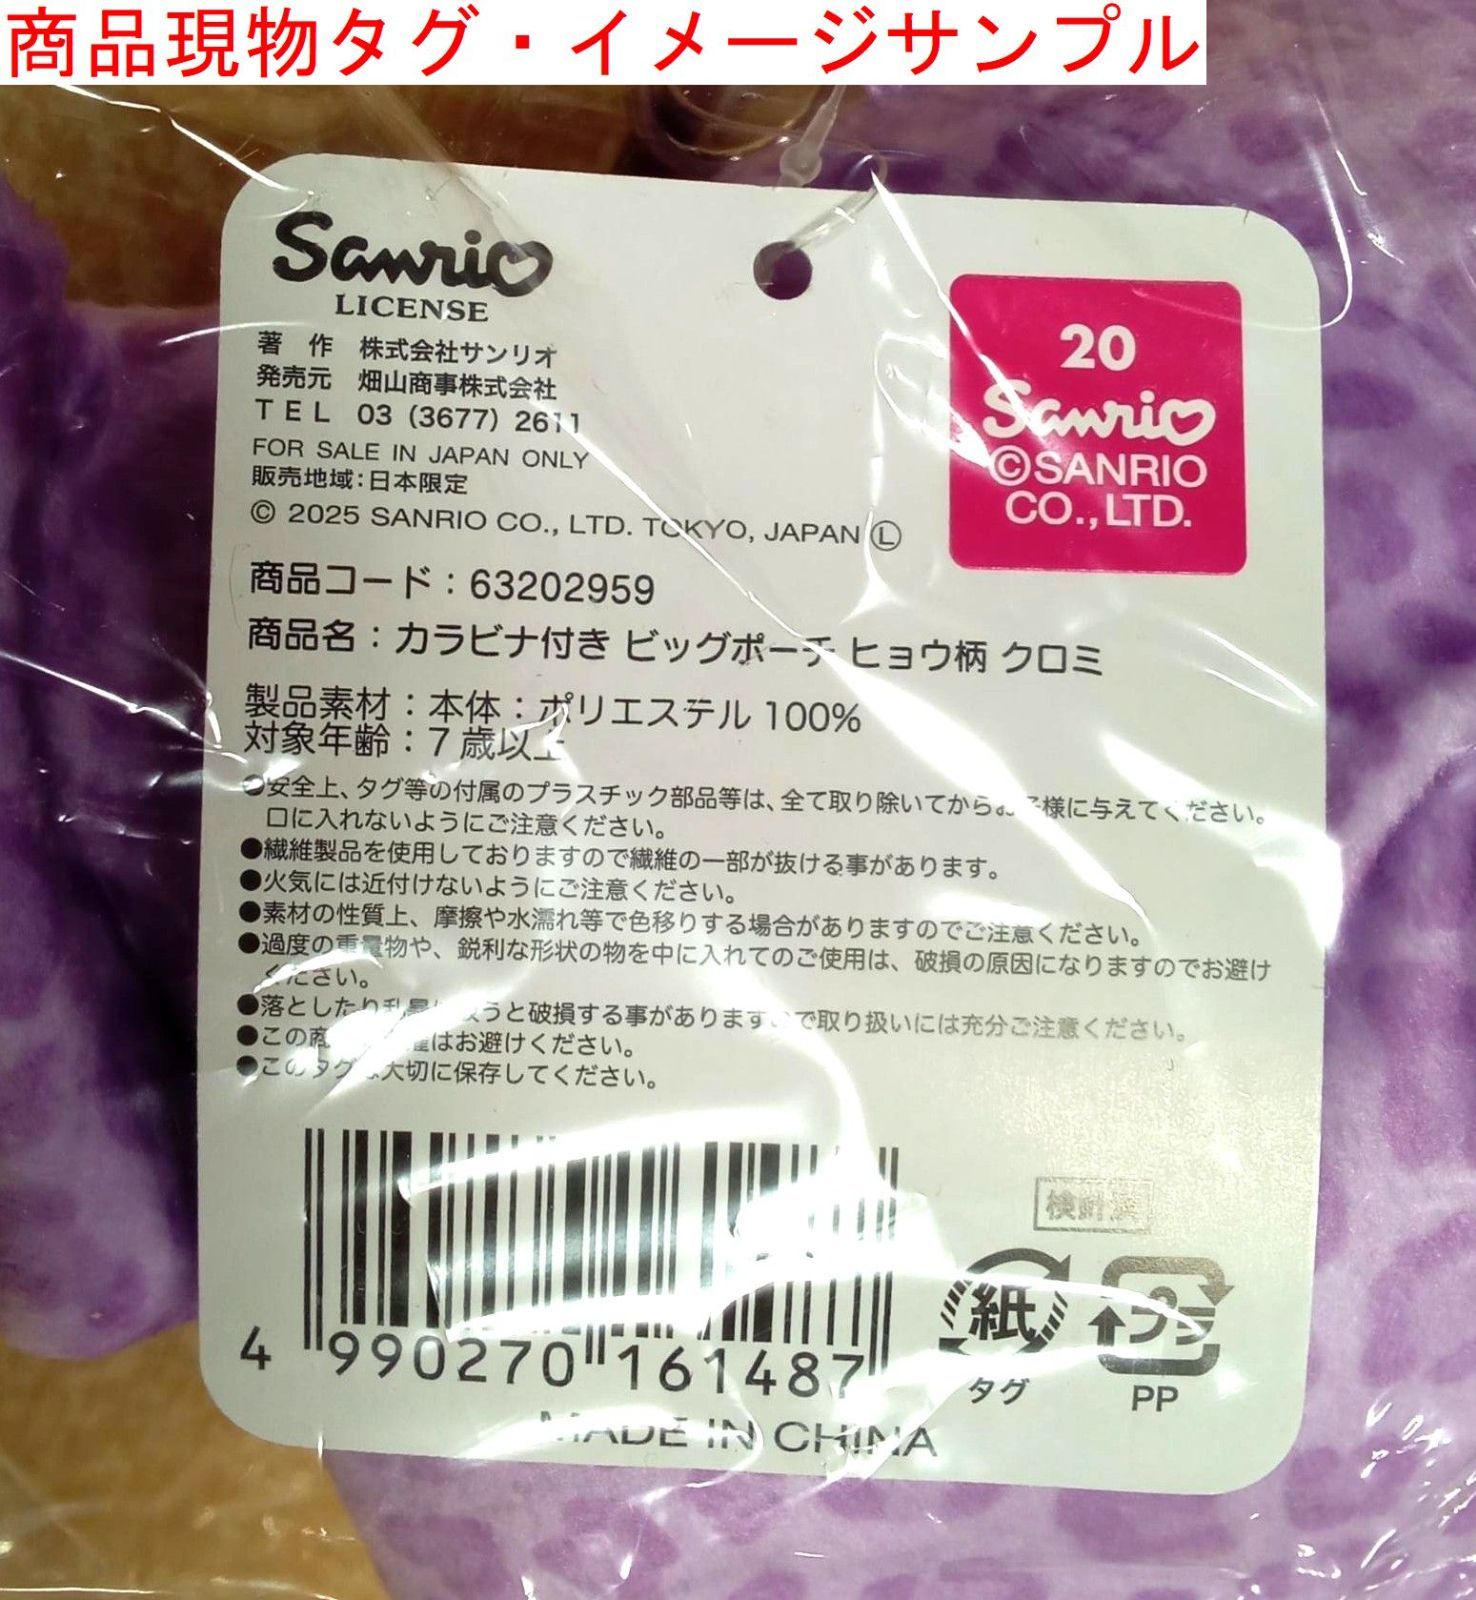 商品現物タグ・イメージサンプル
Sanrio
LICENSE
著 作 株式会社サンリオ
発売元 畑山商事株式会社
TEL 03 (3677) 2611
FOR SALE IN JAPAN ONLY
販売地域:日本限定
© 2025 SANRIO CO., LTD. TOKYO, JAPAN Ⓛ
20
Sanrio
©SANRIO
CO.,LTD.
商品コード:63202959
商品名:カラビナ付き ビッグポーチ ヒョウ柄 クロミ
製品素材:本体:ポリエステル 100%
対象年齢:7歳以上
●安全上、タグ等の付属のプラスチック部品等は、全て取り除いてからお子様に与えてください。
口に入れないようにご注意ください。
●繊維製品を使用しておりますので繊維の一部が抜ける事があります。
●火気には近付けないようにご注意ください。
●素材の性質上、摩擦や水濡れ等で色移りする場合がありますのでご注意ください。
●過度の重量物や、鋭利な形状の物を中に入れてのご使用は、破損の原因になりますのでお避け
ください。
●落としたり乱暴に扱うと破損する事がありますので取り扱いには充分ご注意ください。
●この商はお避けください。
●このタグは大切に保存してください。
検針済
4 990270 161487
紙
タグ
プラ
PP
MADE IN CHINA